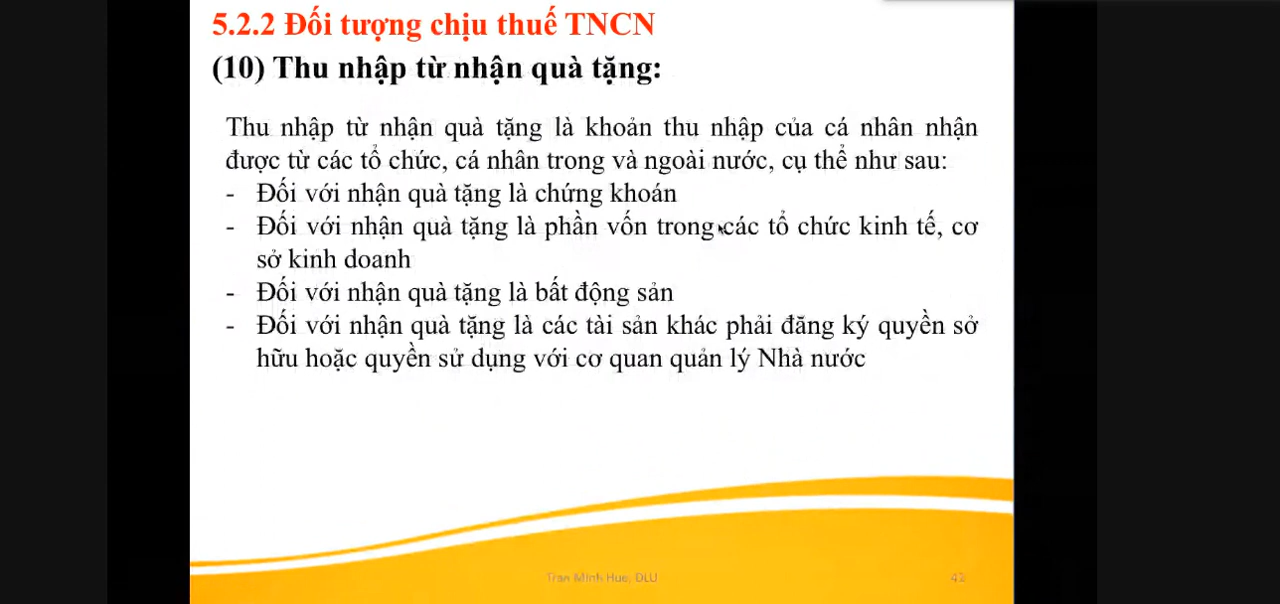 5.2.2 Đối tượng chịu thuế TNCN
(10) Thu nhập từ nhận quà tặng:
Thu nhập từ nhận quà tặng là khoản thu nhập của cá nhân nhận
được từ các tổ chức, cá nhân trong và ngoài nước, cụ thể như sau:
- Đối với nhận quà tặng là chứng khoán
- Đối với nhận quà tặng là phần vốn trong các tổ chức kinh tế, cơ
sở kinh doanh
- Đối với nhận quà tặng là bất động sản
- Đối với nhận quà tặng là các tài sản khác phải đăng ký quyền sở
hữu hoặc quyền sử dụng với cơ quan quản lý Nhà nước
Tran Minh Hue, DLU